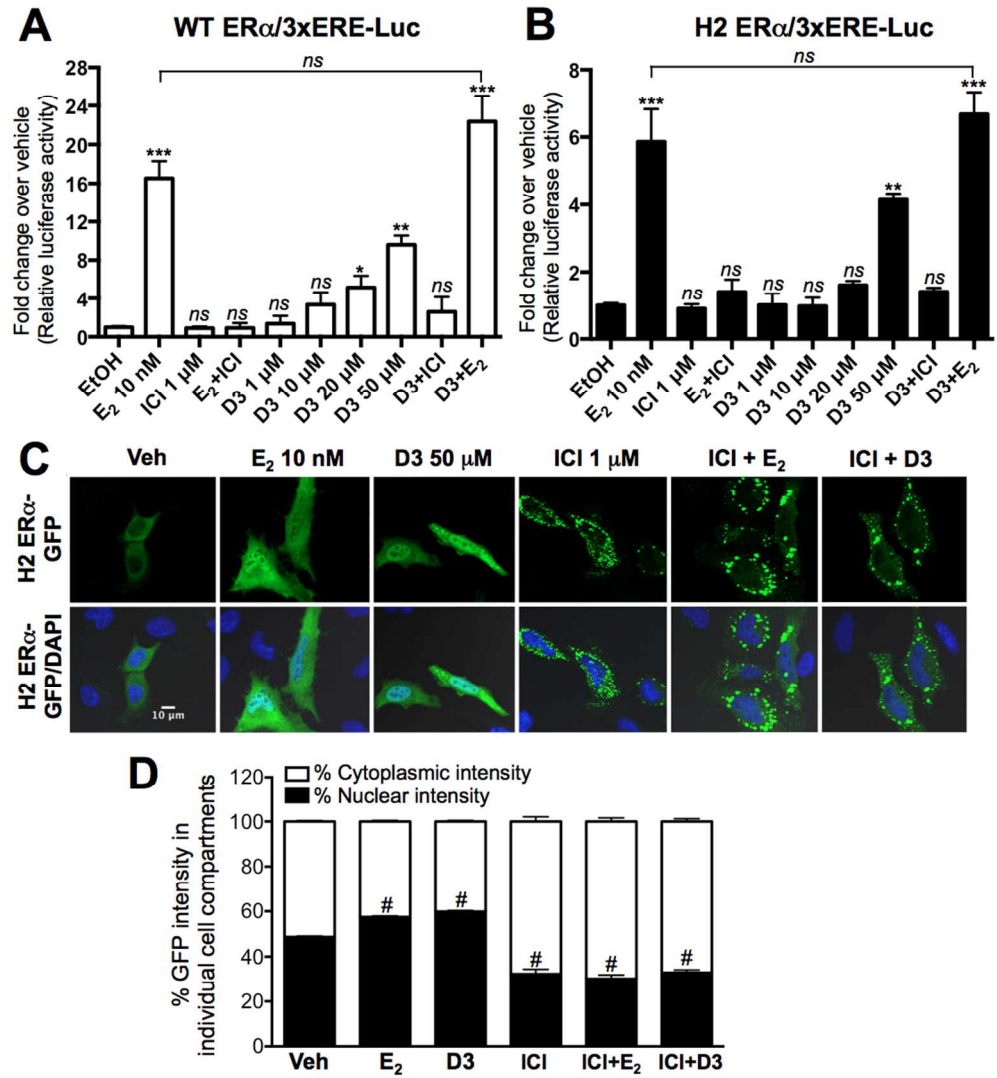 A
WT ERα/3xERE-Luc
Fold change over vehicle
(Relative luciferase activity)
28
24
20
16
12
8
4
0
ns
***
ns
ns
ns
ns
*
**
ns
***
EtOH
E₂ 10 nM
ICI 1 µM
E₂+ICI
D3 1 µM
D3 10 µM
D3 20 µM
D3 50 µM
D3+ICI
D3+E₂
B
H2 ERα/3xERE-Luc
Fold change over vehicle
(Relative luciferase activity)
8
6
4
2
0
ns
***
ns
ns
ns
ns
ns
**
ns
***
EtOH
E₂ 10 nM
ICI 1 µM
E₂+ICI
D3 1 µM
D3 10 µM
D3 20 µM
D3 50 µM
D3+ICI
D3+E₂
C
Veh
E₂ 10 nM
D3 50 µM
ICI 1 µM
ICI + E₂
ICI + D3
H2 ERα-
GFP
H2 ERα-
GFP/DAPI
10 µm
D
% GFP intensity in
individual cell compartments
120
100
80
60
40
20
0
% Cytoplasmic intensity
% Nuclear intensity
#
#
#
#
#
Veh
E₂
D3
ICI
ICI+E₂
ICI+D3